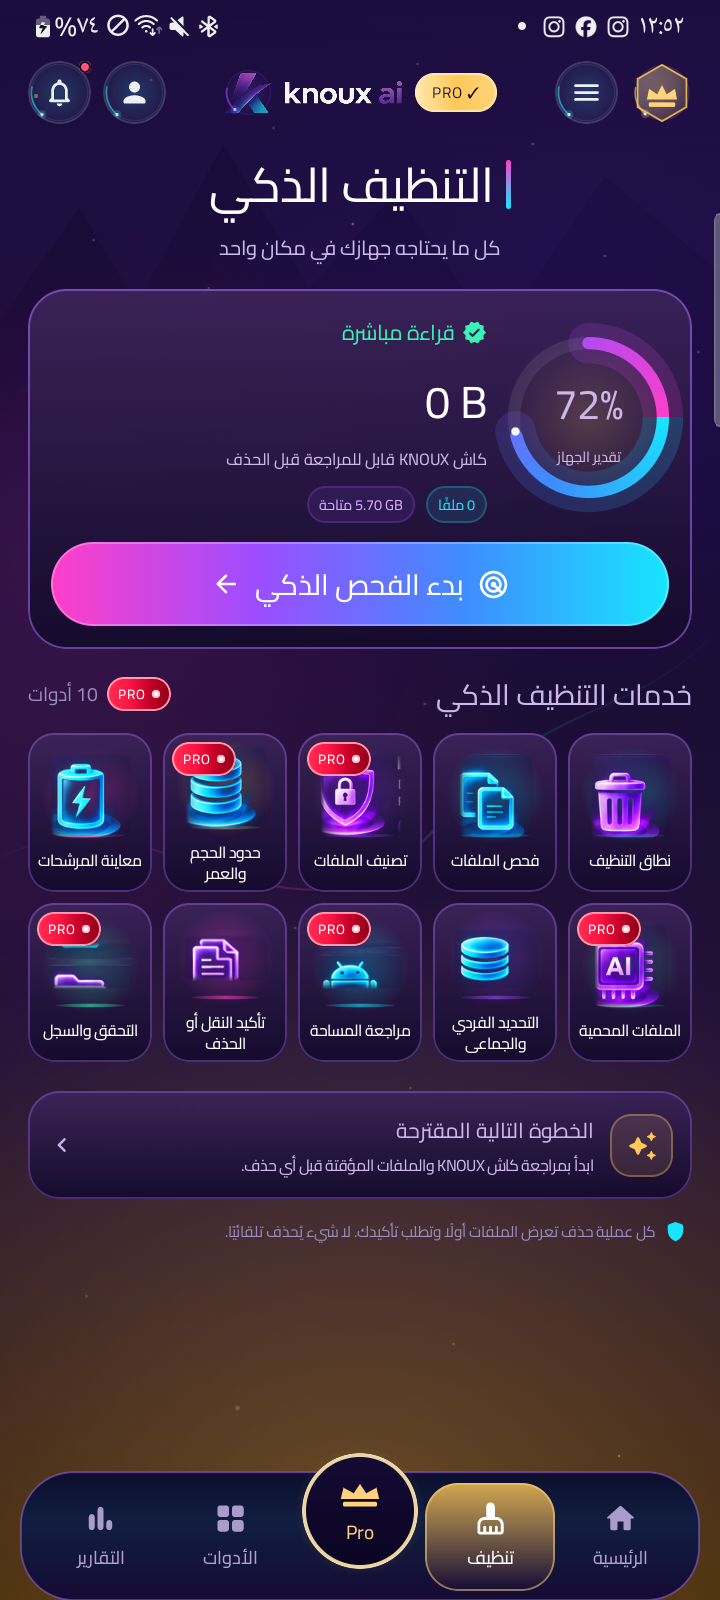 ١٢:٥٢
%٧٤
knoux ai
PRO ✓
التنظيف الذكي
كل ما يحتاجه جهازك في مكان واحد
قراءة مباشرة
72%
تقدير الجهاز
0 B
كاش KNOUX قابل للمراجعة قبل الحذف
0 ملفًا
5.70 GB متاحة
بدء الفحص الذكي
خدمات التنظيف الذكي
PRO
10 أدوات
نطاق التنظيف
فحص الملفات
PRO
تصنيف الملفات
PRO
حدود الحجم
والعمر
معاينة المرشحات
PRO
AI
الملفات المحمية
التحديد الفردي
والجماعي
PRO
مراجعة المساحة
تأكيد النقل أو
الحذف
PRO
التحقق والسجل
الخطوة التالية المقترحة
ابدأ بمراجعة كاش KNOUX والملفات المؤقتة قبل أي حذف.
كل عملية حذف تعرض الملفات أولًا وتطلب تأكيدك. لا شيء يُحذف تلقائيًا.
الرئيسية
تنظيف
Pro
الأدوات
التقارير